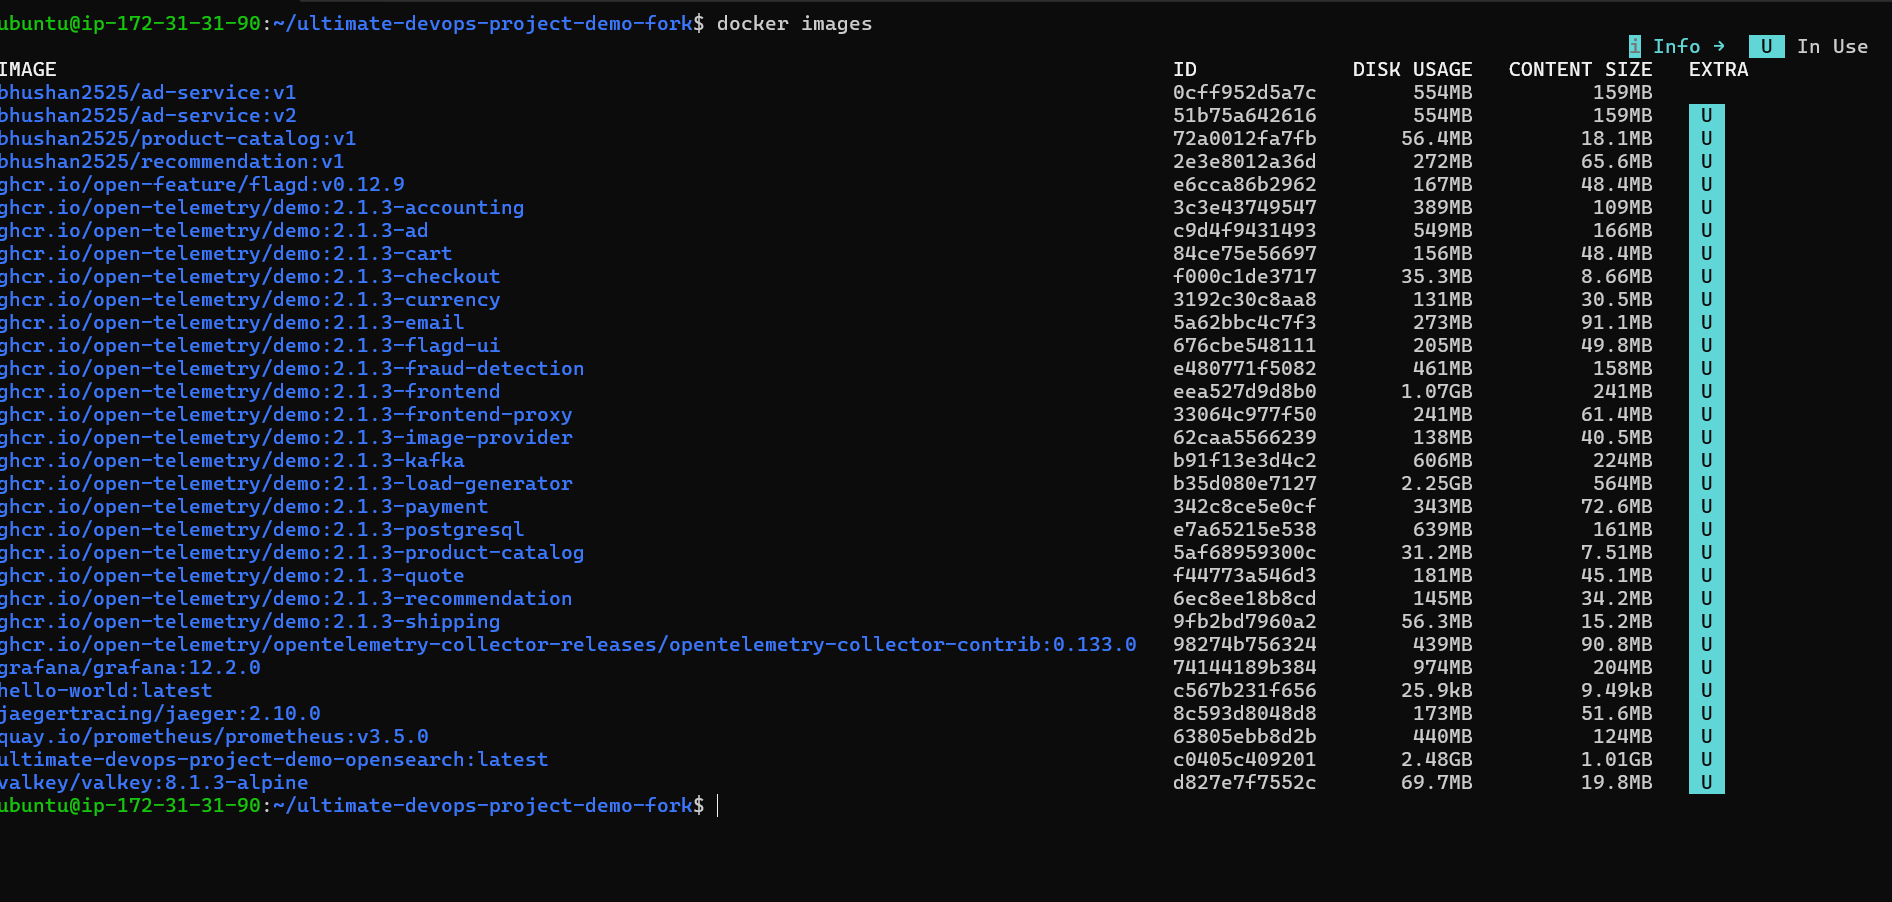 ubuntu@ip-172-31-31-90:~/ultimate-devops-project-demo-fork$ docker images
i Info → U In Use
IMAGE ID DISK USAGE CONTENT SIZE EXTRA
bhushan2525/ad-service:v1 0cff952d5a7c 554MB 159MB
bhushan2525/ad-service:v2 51b75a642616 554MB 159MB U
bhushan2525/product-catalog:v1 72a0012fa7fb 56.4MB 18.1MB U
bhushan2525/recommendation:v1 2e3e8012a36d 272MB 65.6MB U
ghcr.io/open-feature/flagd:v0.12.9 e6cca86b2962 167MB 48.4MB U
ghcr.io/open-telemetry/demo:2.1.3-accounting 3c3e43749547 389MB 109MB U
ghcr.io/open-telemetry/demo:2.1.3-ad c9d4f9431493 549MB 166MB U
ghcr.io/open-telemetry/demo:2.1.3-cart 84ce75e56697 156MB 48.4MB U
ghcr.io/open-telemetry/demo:2.1.3-checkout f000c1de3717 35.3MB 8.66MB U
ghcr.io/open-telemetry/demo:2.1.3-currency 3192c30c8aa8 131MB 30.5MB U
ghcr.io/open-telemetry/demo:2.1.3-email 5a62bbc4c7f3 273MB 91.1MB U
ghcr.io/open-telemetry/demo:2.1.3-flagd-ui 676cbe548111 205MB 49.8MB U
ghcr.io/open-telemetry/demo:2.1.3-fraud-detection e480771f5082 461MB 158MB U
ghcr.io/open-telemetry/demo:2.1.3-frontend eea527d9d8b0 1.07GB 241MB U
ghcr.io/open-telemetry/demo:2.1.3-frontend-proxy 33064c977f50 241MB 61.4MB U
ghcr.io/open-telemetry/demo:2.1.3-image-provider 62caa5566239 138MB 40.5MB U
ghcr.io/open-telemetry/demo:2.1.3-kafka b91f13e3d4c2 606MB 224MB U
ghcr.io/open-telemetry/demo:2.1.3-load-generator b35d080e7127 2.25GB 564MB U
ghcr.io/open-telemetry/demo:2.1.3-payment 342c8ce5e0cf 343MB 72.6MB U
ghcr.io/open-telemetry/demo:2.1.3-postgresql e7a65215e538 639MB 161MB U
ghcr.io/open-telemetry/demo:2.1.3-product-catalog 5af68959300c 31.2MB 7.51MB U
ghcr.io/open-telemetry/demo:2.1.3-quote f44773a546d3 181MB 45.1MB U
ghcr.io/open-telemetry/demo:2.1.3-recommendation 6ec8ee18b8cd 145MB 34.2MB U
ghcr.io/open-telemetry/demo:2.1.3-shipping 9fb2bd7960a2 56.3MB 15.2MB U
ghcr.io/open-telemetry/opentelemetry-collector-releases/opentelemetry-collector-contrib:0.133.0 98274b756324 439MB 90.8MB U
grafana/grafana:12.2.0 74144189b384 974MB 204MB U
hello-world:latest c567b231f656 25.9kB 9.49kB U
jaegertracing/jaeger:2.10.0 8c593d8048d8 173MB 51.6MB U
quay.io/prometheus/prometheus:v3.5.0 63805ebb8d2b 440MB 124MB U
ultimate-devops-project-demo-opensearch:latest c0405c409201 2.48GB 1.01GB U
valkey/valkey:8.1.3-alpine d827e7f7552c 69.7MB 19.8MB U
ubuntu@ip-172-31-31-90:~/ultimate-devops-project-demo-fork$